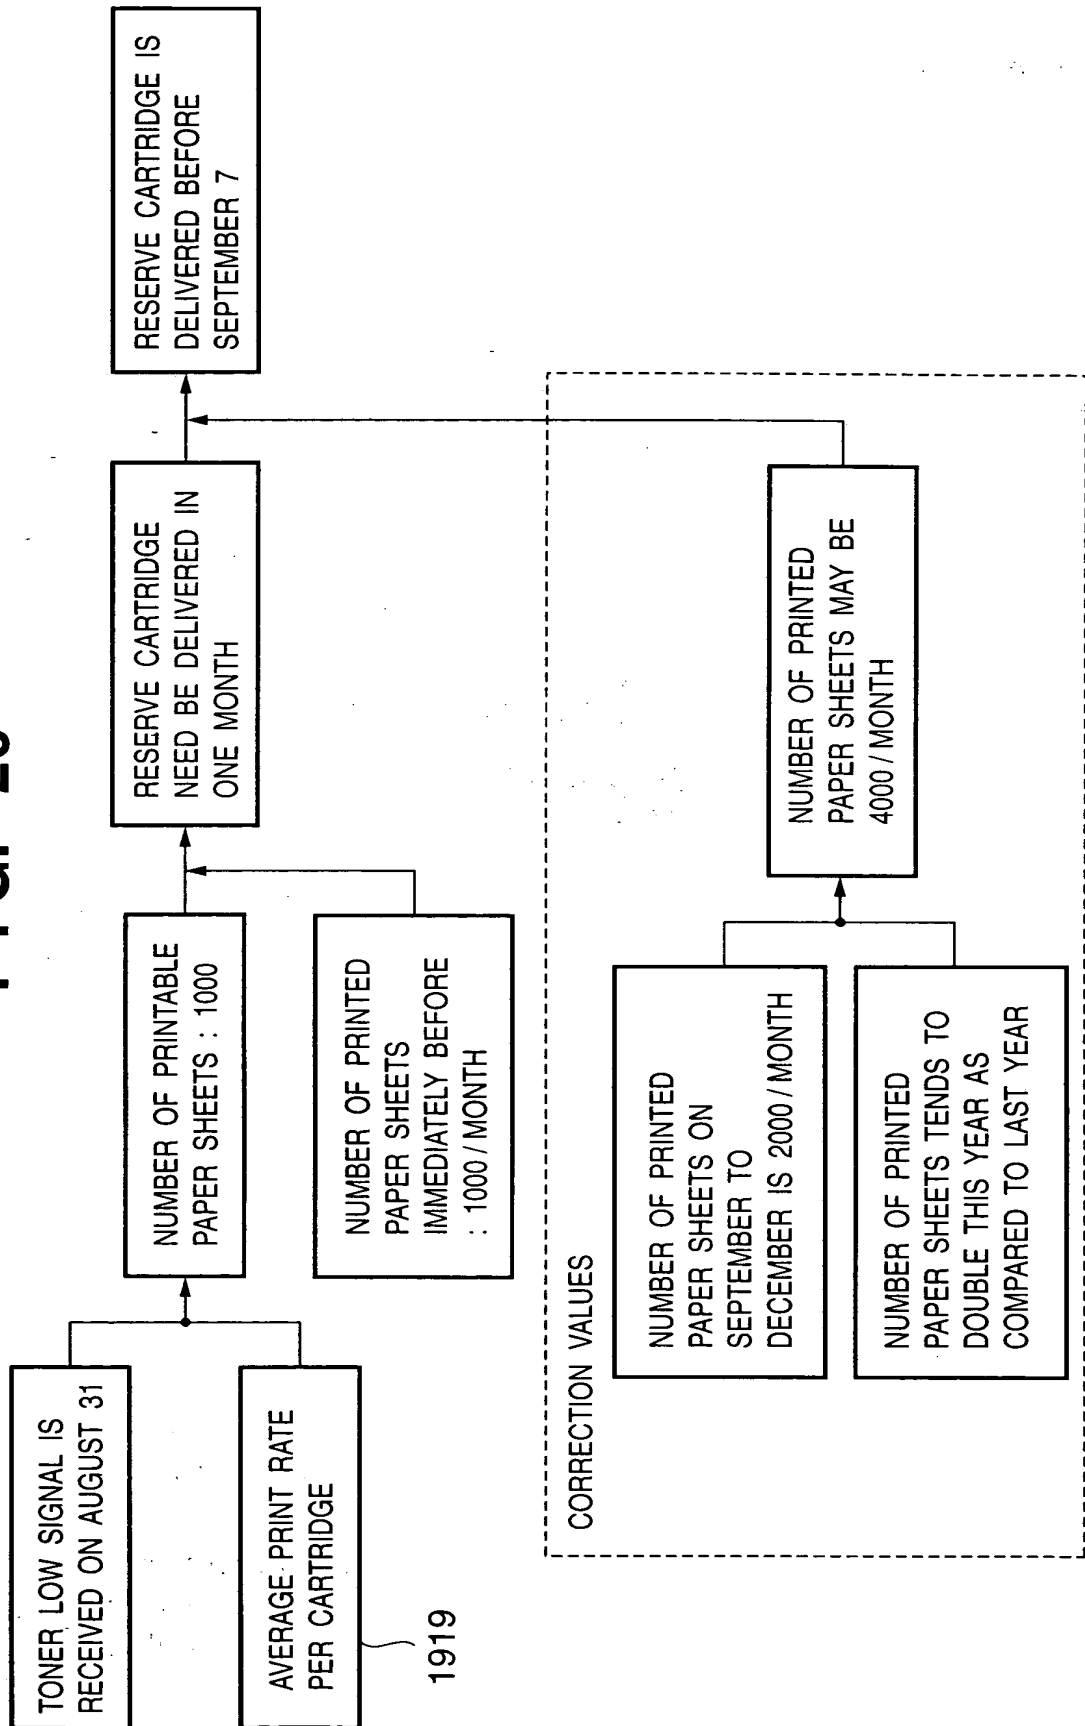 TONER LOW SIGNAL IS
RECEIVED ON AUGUST 31
AVERAGE PRINT RATE
PER CARTRIDGE
1919
NUMBER OF PRINTABLE
PAPER SHEETS : 1000
NUMBER OF PRINTED
PAPER SHEETS
IMMEDIATELY BEFORE
: 1000 / MONTH
RESERVE CARTRIDGE
NEED BE DELIVERED IN
ONE MONTH
RESERVE CARTRIDGE IS
DELIVERED BEFORE
SEPTEMBER 7
CORRECTION VALUES
NUMBER OF PRINTED
PAPER SHEETS ON
SEPTEMBER TO
DECEMBER IS 2000 / MONTH
NUMBER OF PRINTED
PAPER SHEETS TENDS TO
DOUBLE THIS YEAR AS
COMPARED TO LAST YEAR
NUMBER OF PRINTED
PAPER SHEETS MAY BE
4000 / MONTH